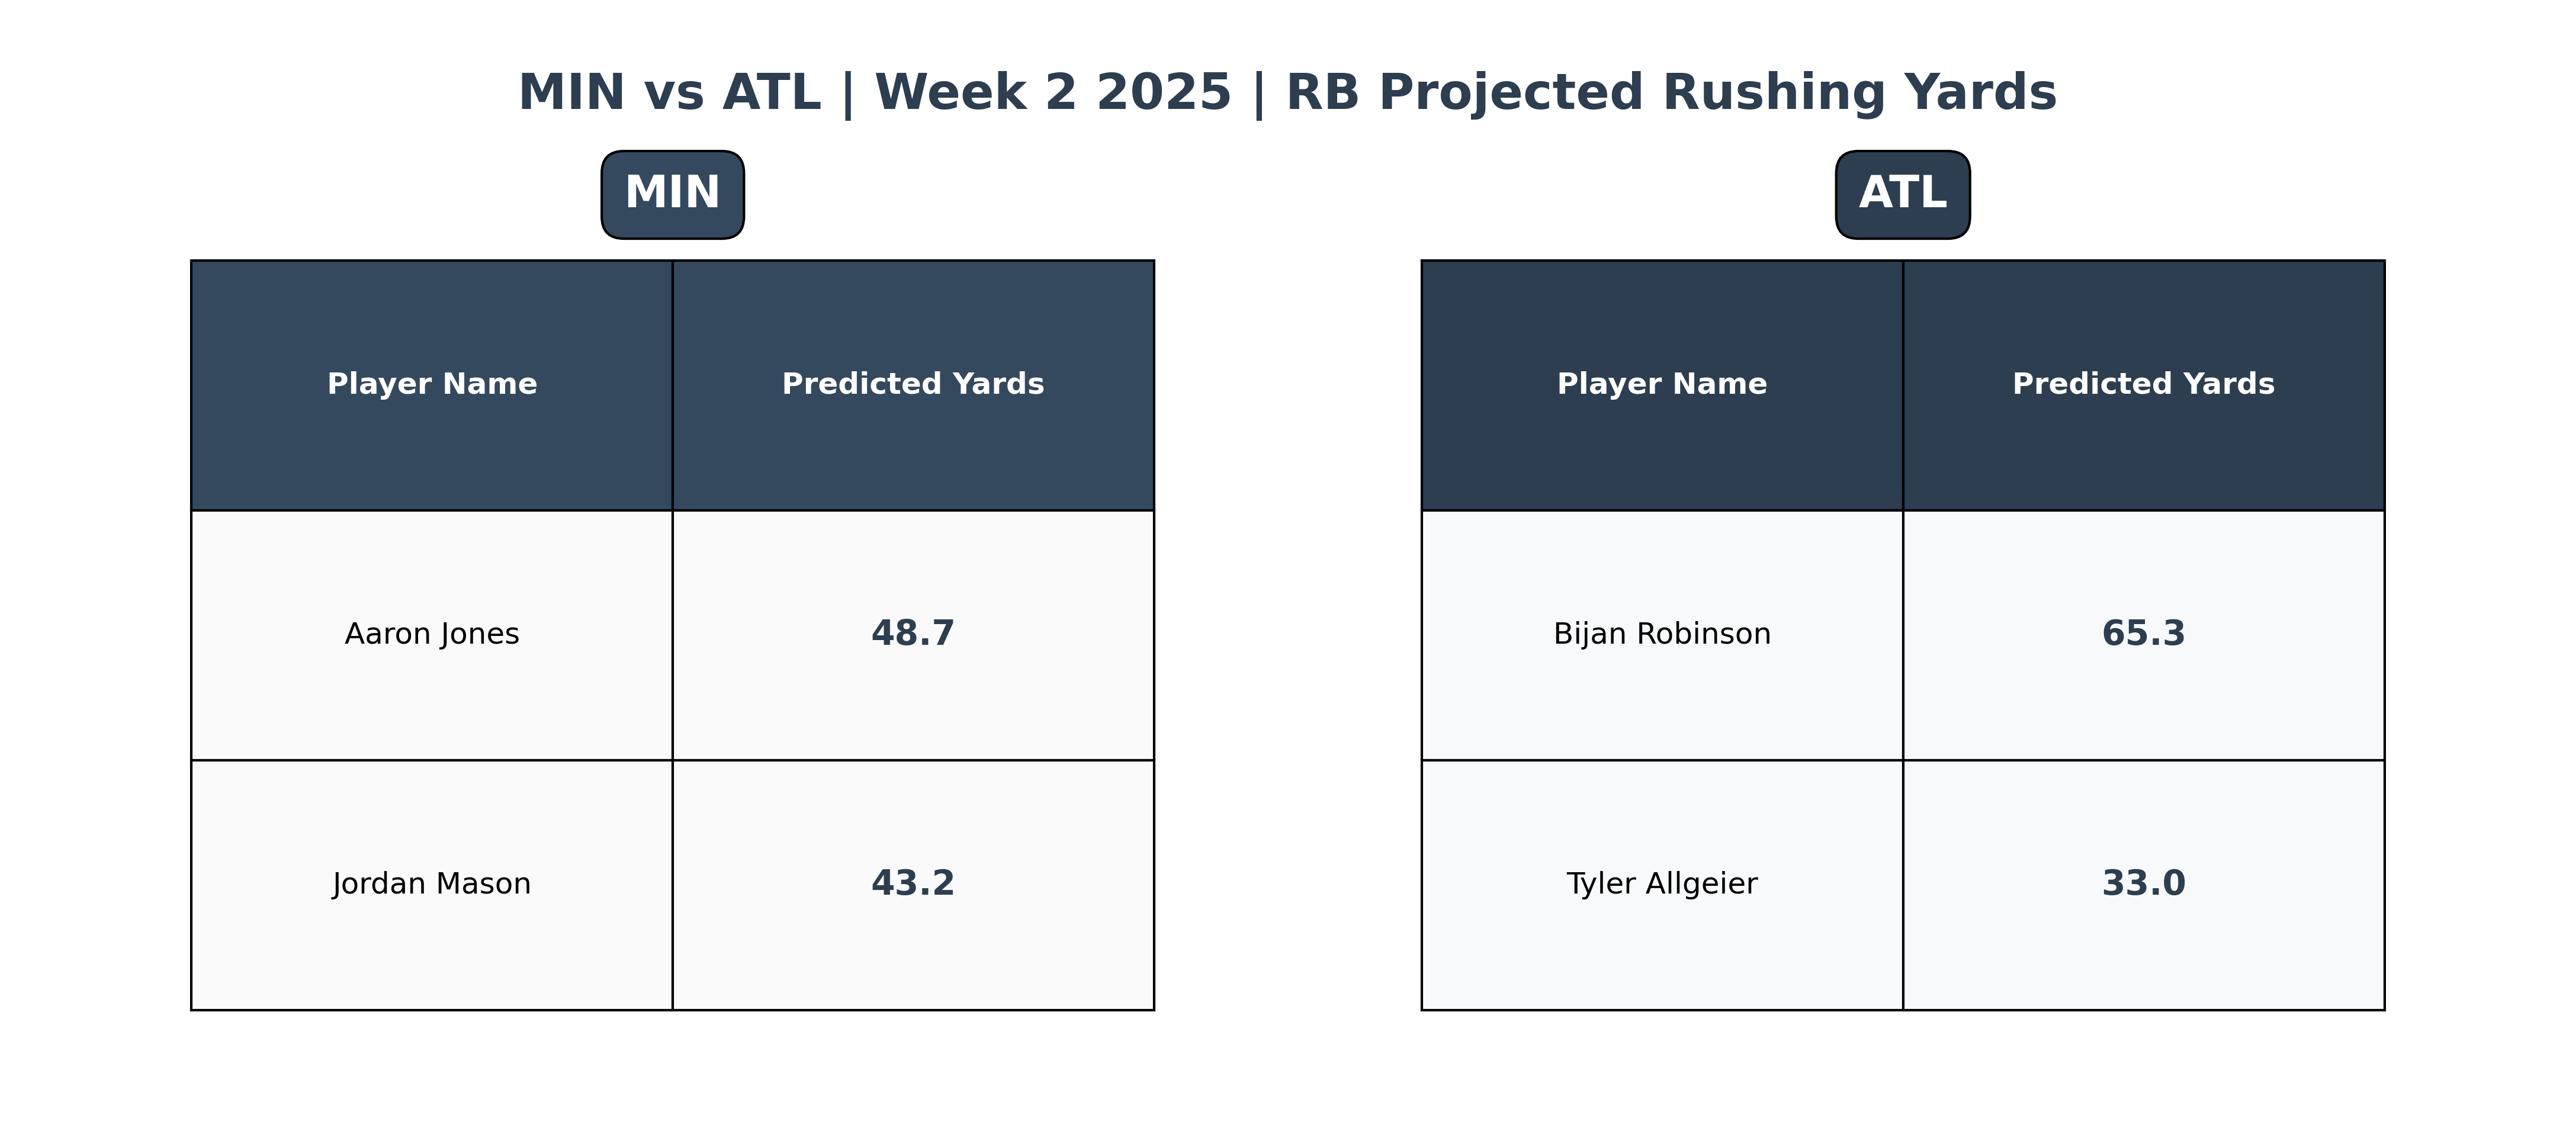 MIN vs ATL | Week 2 2025 | RB Projected Rushing Yards
MIN
Player Name Predicted Yards
Aaron Jones 48.7
Jordan Mason 43.2
ATL
Player Name Predicted Yards
Bijan Robinson 65.3
Tyler Allgeier 33.0